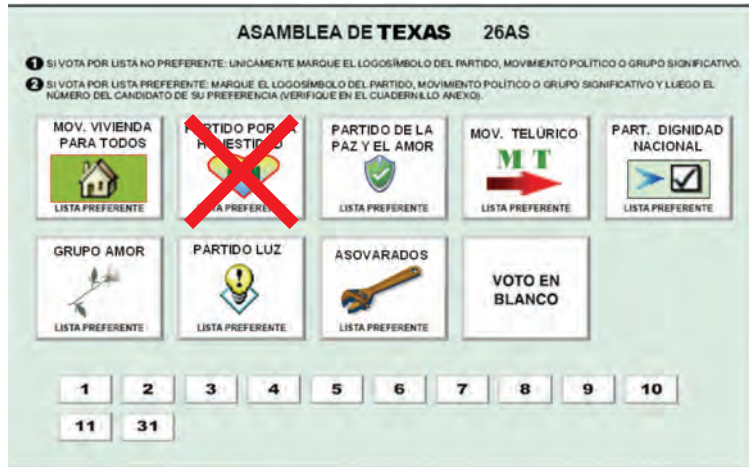 ASAMBLEA DE TEXAS 26AS
1 SI VOTA POR LISTA NO PREFERENTE: UNICAMENTE MARQUE EL LOGOSÍMBOLO DEL PARTIDO, MOVIMIENTO POLÍTICO O GRUPO SIGNIFICATIVO.
2 SI VOTA POR LISTA PREFERENTE: MARQUE EL LOGOSÍMBOLO DEL PARTIDO, MOVIMIENTO POLÍTICO O GRUPO SIGNIFICATIVO Y LUEGO EL
NÚMERO DEL CANDIDATO DE SU PREFERENCIA (VERIFIQUE EN EL CUADERNILLO ANEXO).
MOV. VIVIENDA
PARA TODOS
LISTA PREFERENTE
PARTIDO POR
PREFERENTE
PARTIDO DE LA
PAZ Y EL AMOR
LISTA PREFERENTE
MOV. TELÚRICO
M T
LISTA PREFERENTE
PART. DIGNIDAD
NACIONAL
LISTA PREFERENTE
GRUPO AMOR
LISTA PREFERENTE
PARTIDO LUZ
LISTA PREFERENTE
ASOVARADOS
LISTA PREFERENTE
VOTO EN
BLANCO
1 2 3 4 5 6 7 8 9 10
11 31